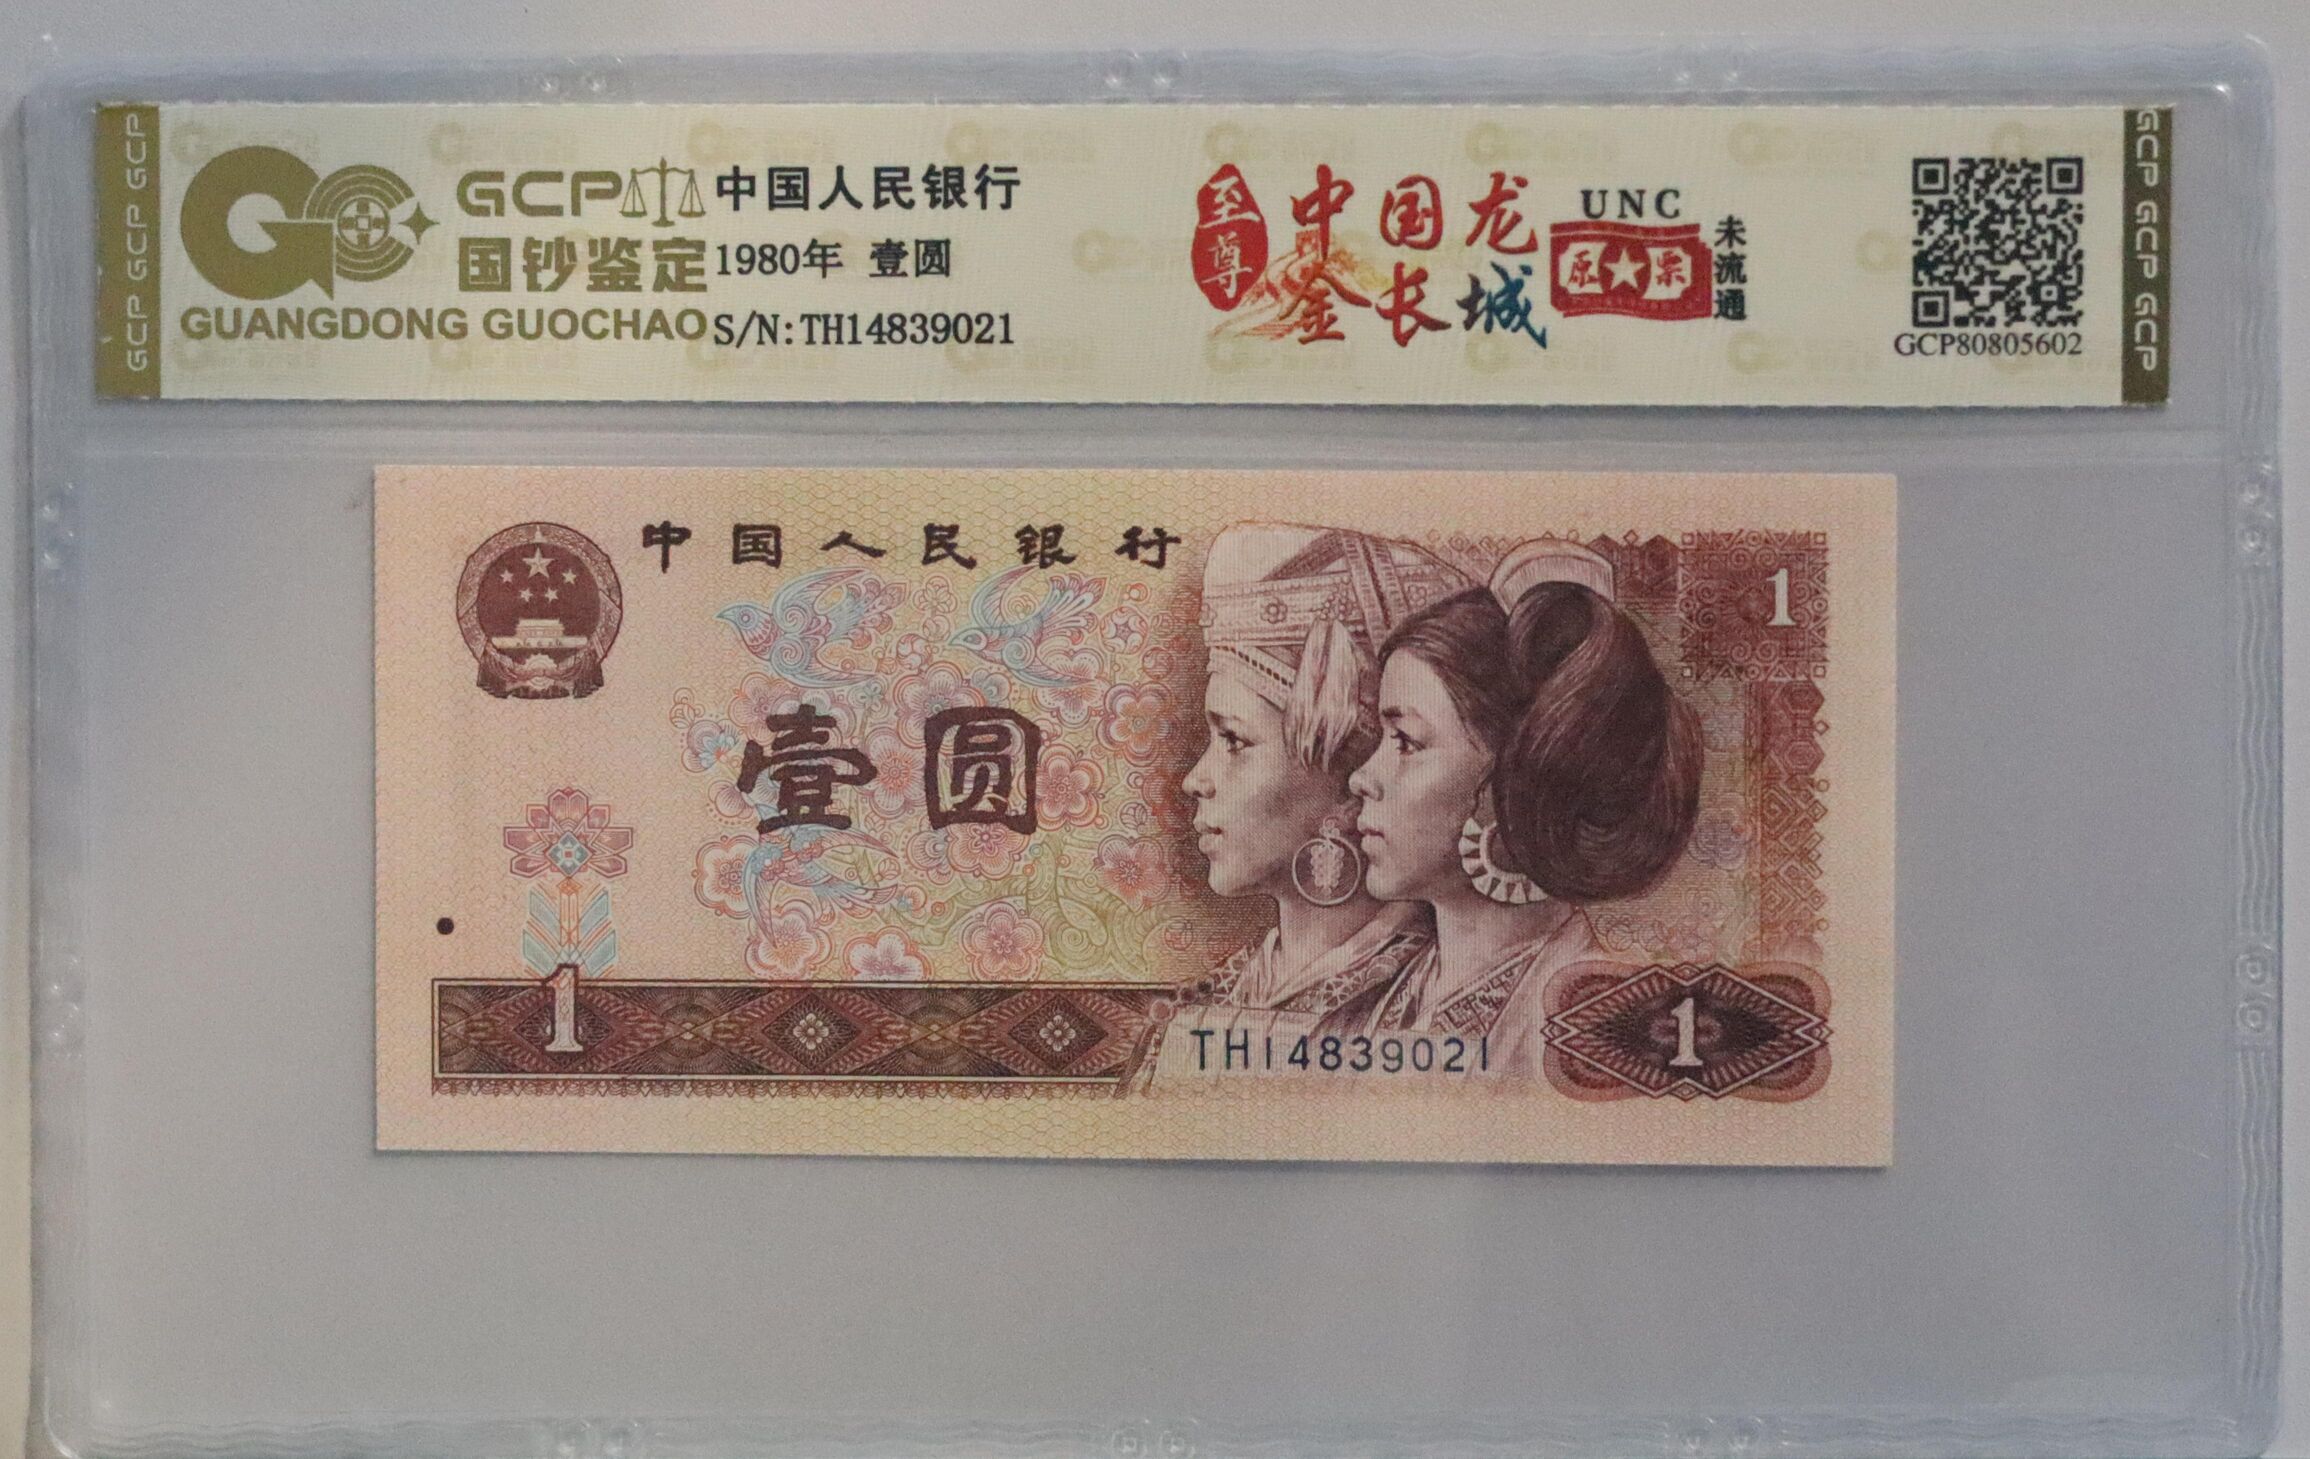 GCP GCP GCP
GCP 中国人民银行
国钞鉴定 1980年 壹圆
GUANGDONG GUOCHAO S/N:TH14839021
至尊
中国龙
金长城
UNC
原票
未流通
GCP80805602
GCP GCP GCP
中国人民银行
1
壹圆
1
TH14839021
1